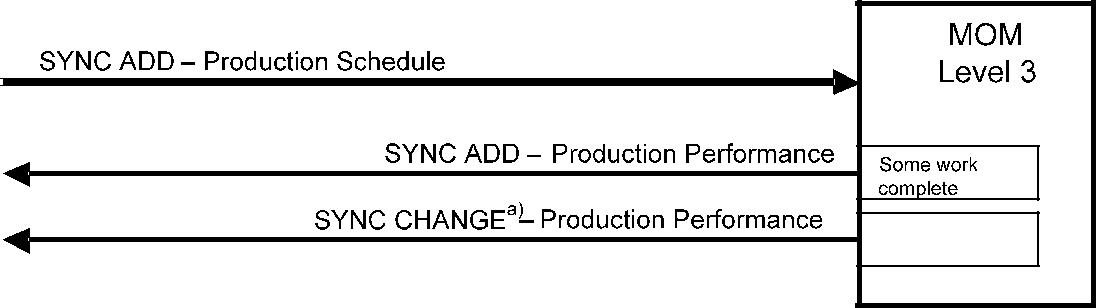 MOM
Level 3
SYNC ADD – Production Schedule
SYNC ADD – Production Performance
Some work
complete
SYNC CHANGEa)– Production Performance